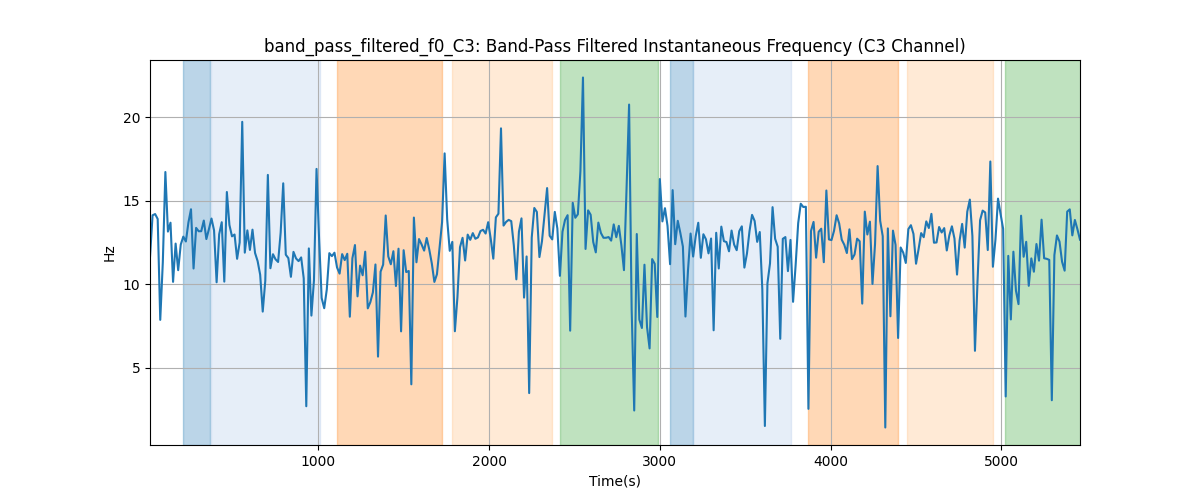 band_pass_filtered_f0_C3: Band-Pass Filtered Instantaneous Frequency (C3 Channel)
20
15
10
5
Hz
1000 2000 3000 4000 5000
Time(s)